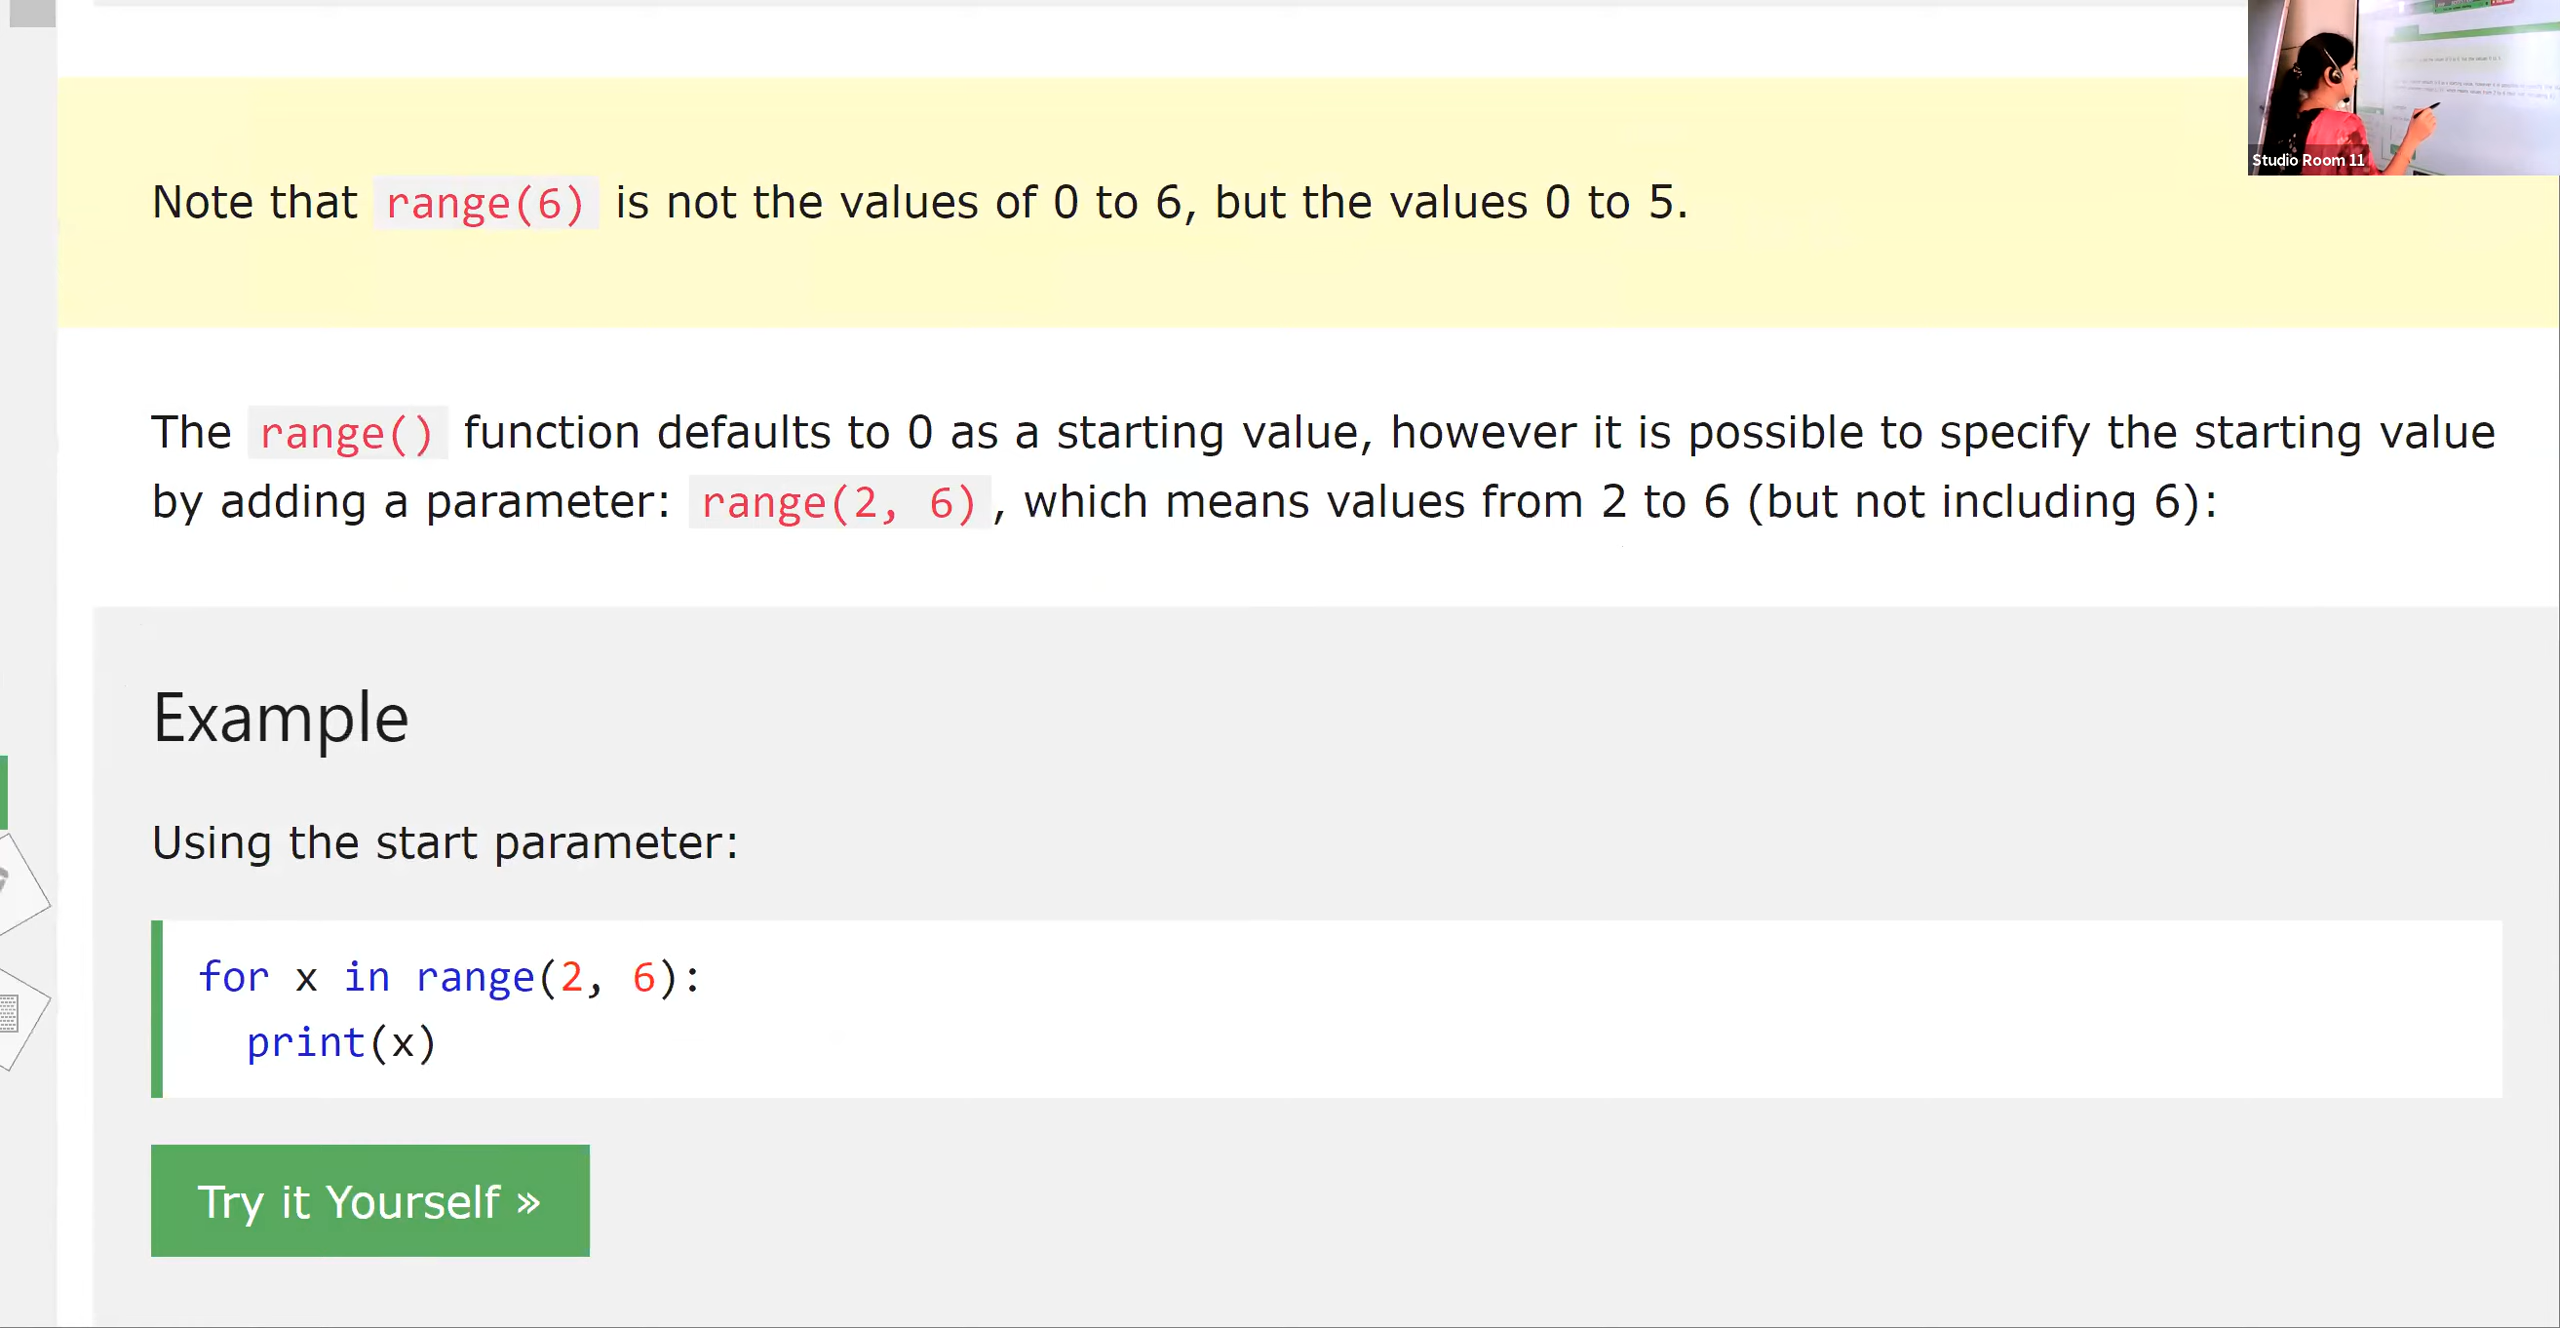 Studio Room 11
Note that range(6) is not the values of 0 to 6, but the values 0 to 5.
The range() function defaults to 0 as a starting value, however it is possible to specify the starting value
by adding a parameter: range(2, 6), which means values from 2 to 6 (but not including 6):
Example
Using the start parameter:
for x in range(2, 6):
  print(x)
Try it Yourself »